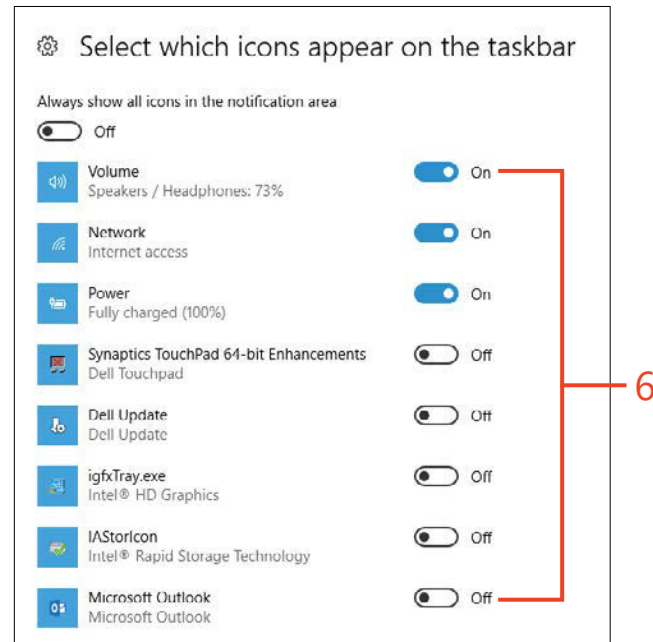 Select which icons appear on the taskbar
Always show all icons in the notification area
Off
Volume
Speakers / Headphones: 73%
On
Network
Internet access
On
Power
Fully charged (100%)
On
Synaptics TouchPad 64-bit Enhancements
Dell Touchpad
Off
Dell Update
Dell Update
Off
igfxTray.exe
Intel® HD Graphics
Off
IAStorIcon
Intel® Rapid Storage Technology
Off
Microsoft Outlook
Microsoft Outlook
Off
6